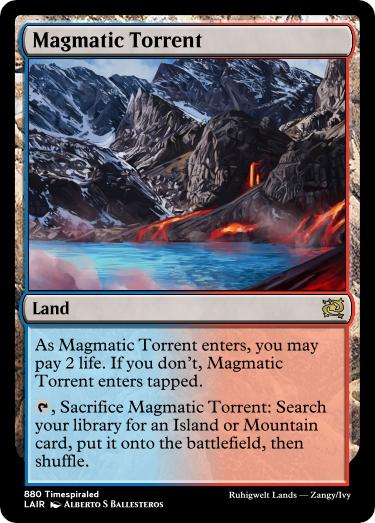 Magmatic Torrent
Land
As Magmatic Torrent enters, you may
pay 2 life. If you don't, Magmatic
Torrent enters tapped.
, Sacrifice Magmatic Torrent: Search
your library for an Island or Mountain
card, put it onto the battlefield, then
shuffle.
880 Timespiraled
LAIR Alberto S Ballesteros
Ruhigwelt Lands — Zangy/Ivy